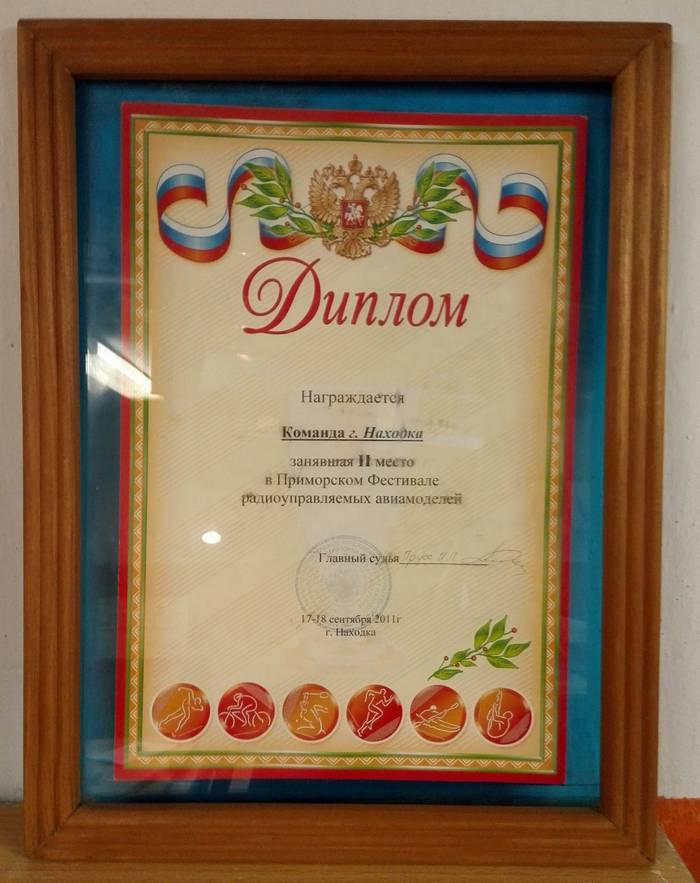 Диплом
Награждается
Команда г. Находка
занявшая II место
в Приморском Фестивале
радиоуправляемых авиамоделей
Главный судья
17-18 сентября 2011г
г. Находка